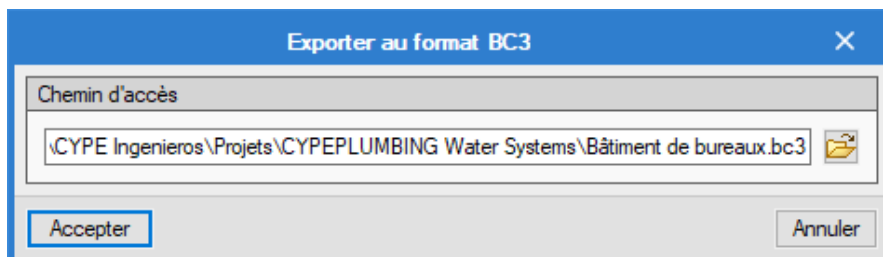 Exporter au format BC3
Chemin d'accès
\CYPE Ingenieros\Projets\CYPEPLUMBING Water Systems\Bâtiment de bureaux.bc3
Accepter
Annuler